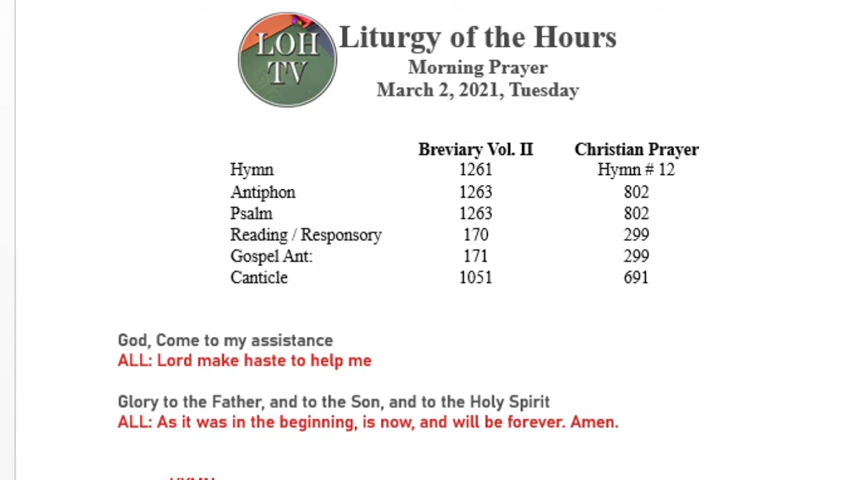 LOH
TV
Liturgy of the Hours
Morning Prayer
March 2, 2021, Tuesday
Breviary Vol. II Christian Prayer
Hymn 1261 Hymn # 12
Antiphon 1263 802
Psalm 1263 802
Reading / Responsory 170 299
Gospel Ant: 171 299
Canticle 1051 691
God, Come to my assistance
ALL: Lord make haste to help me
Glory to the Father, and to the Son, and to the Holy Spirit
ALL: As it was in the beginning, is now, and will be forever. Amen.